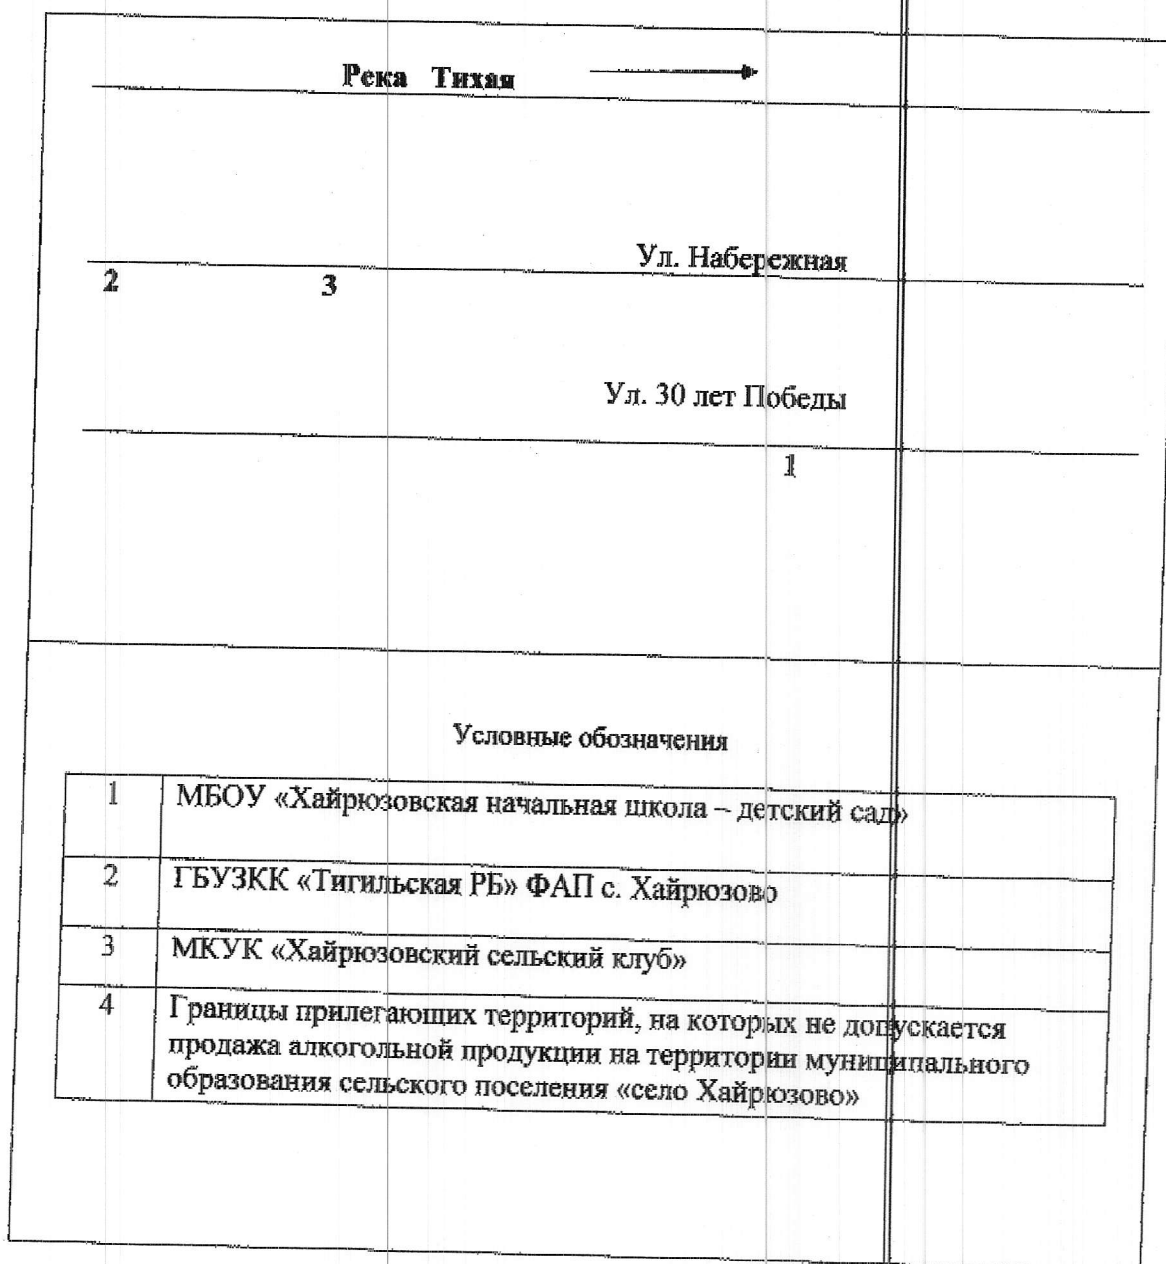 Река Тихая
Ул. Набережная
2 3
Ул. 30 лет Победы
1
Условные обозначения
1 МБОУ «Хайрюзовская начальная школа – детский сад»
2 ГБУЗКК «Тигильская РБ» ФАП с. Хайрюзово
3 МКУК «Хайрюзовский сельский клуб»
4 Границы прилегающих территорий, на которых не допускается
продажа алкогольной продукции на территории муниципального
образования сельского поселения «село Хайрюзово»